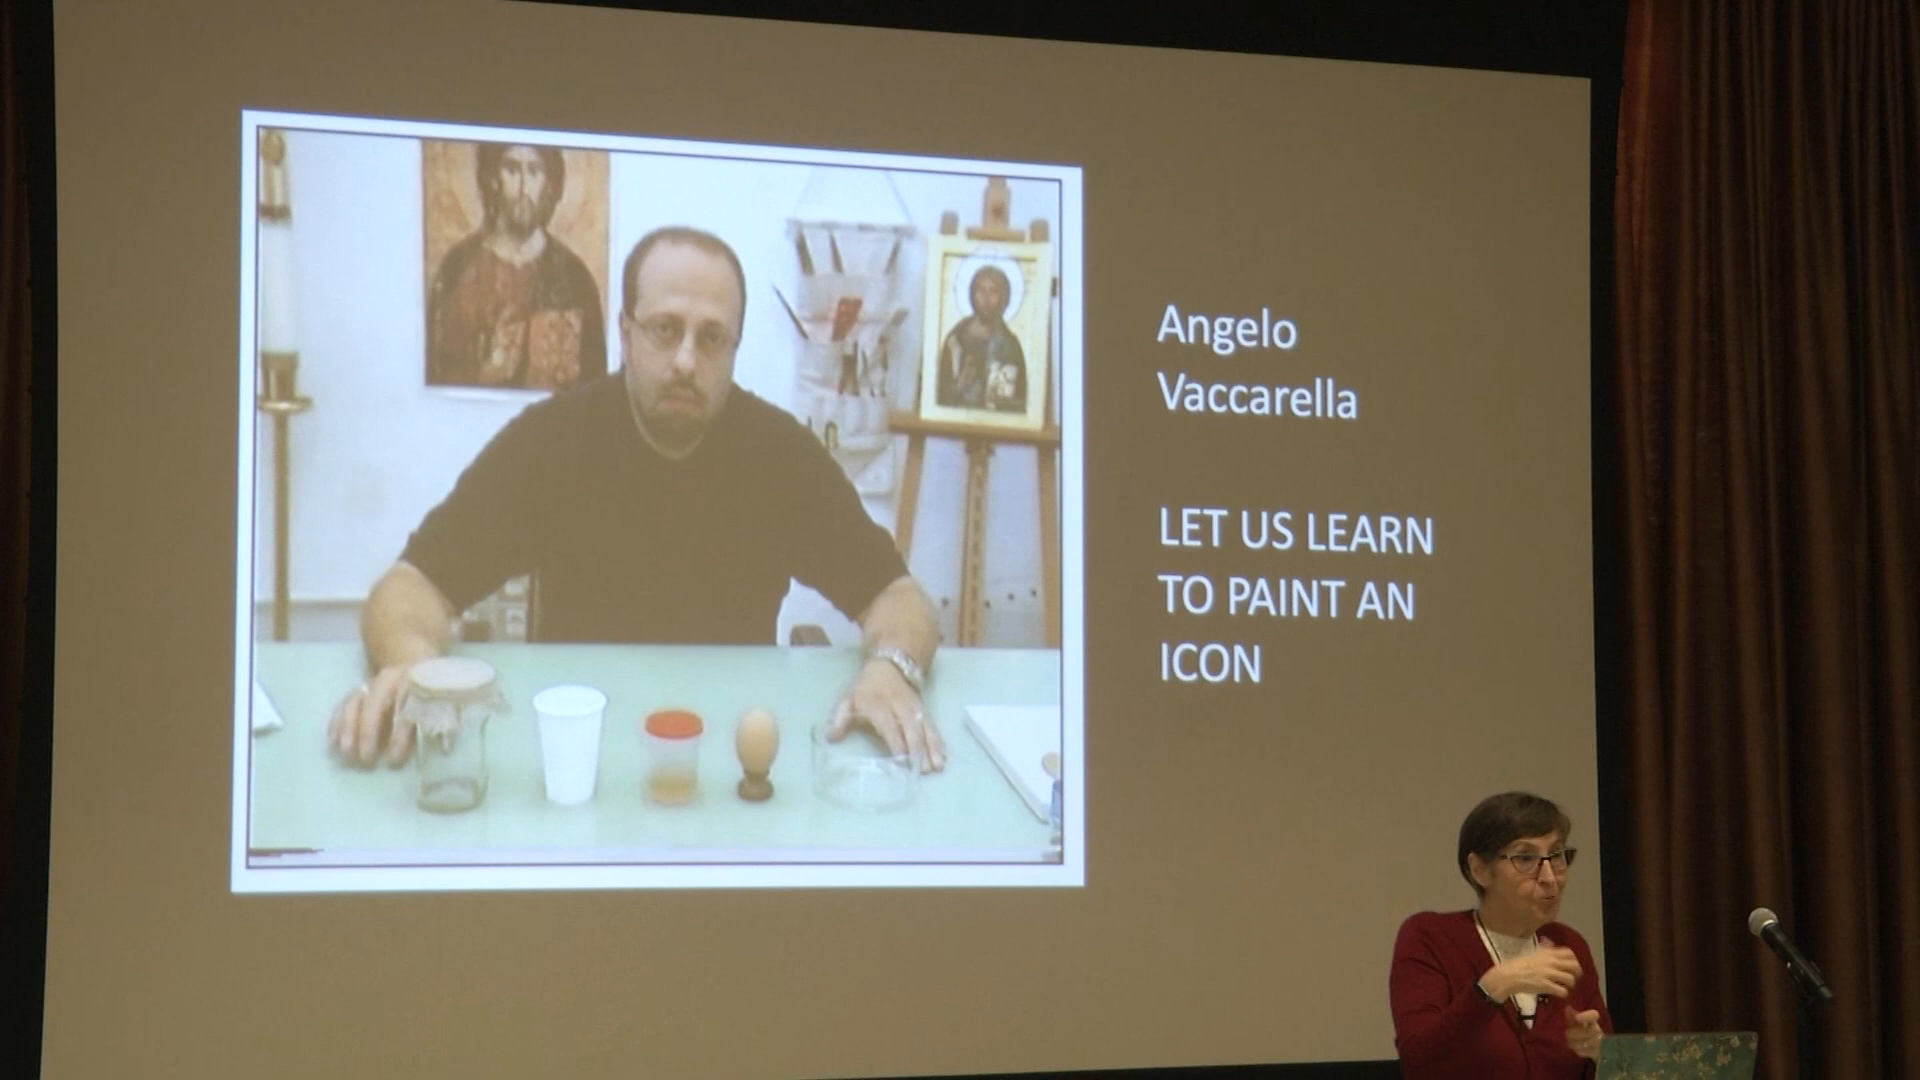 Angelo
Vaccarella
LET US LEARN
TO PAINT AN
ICON